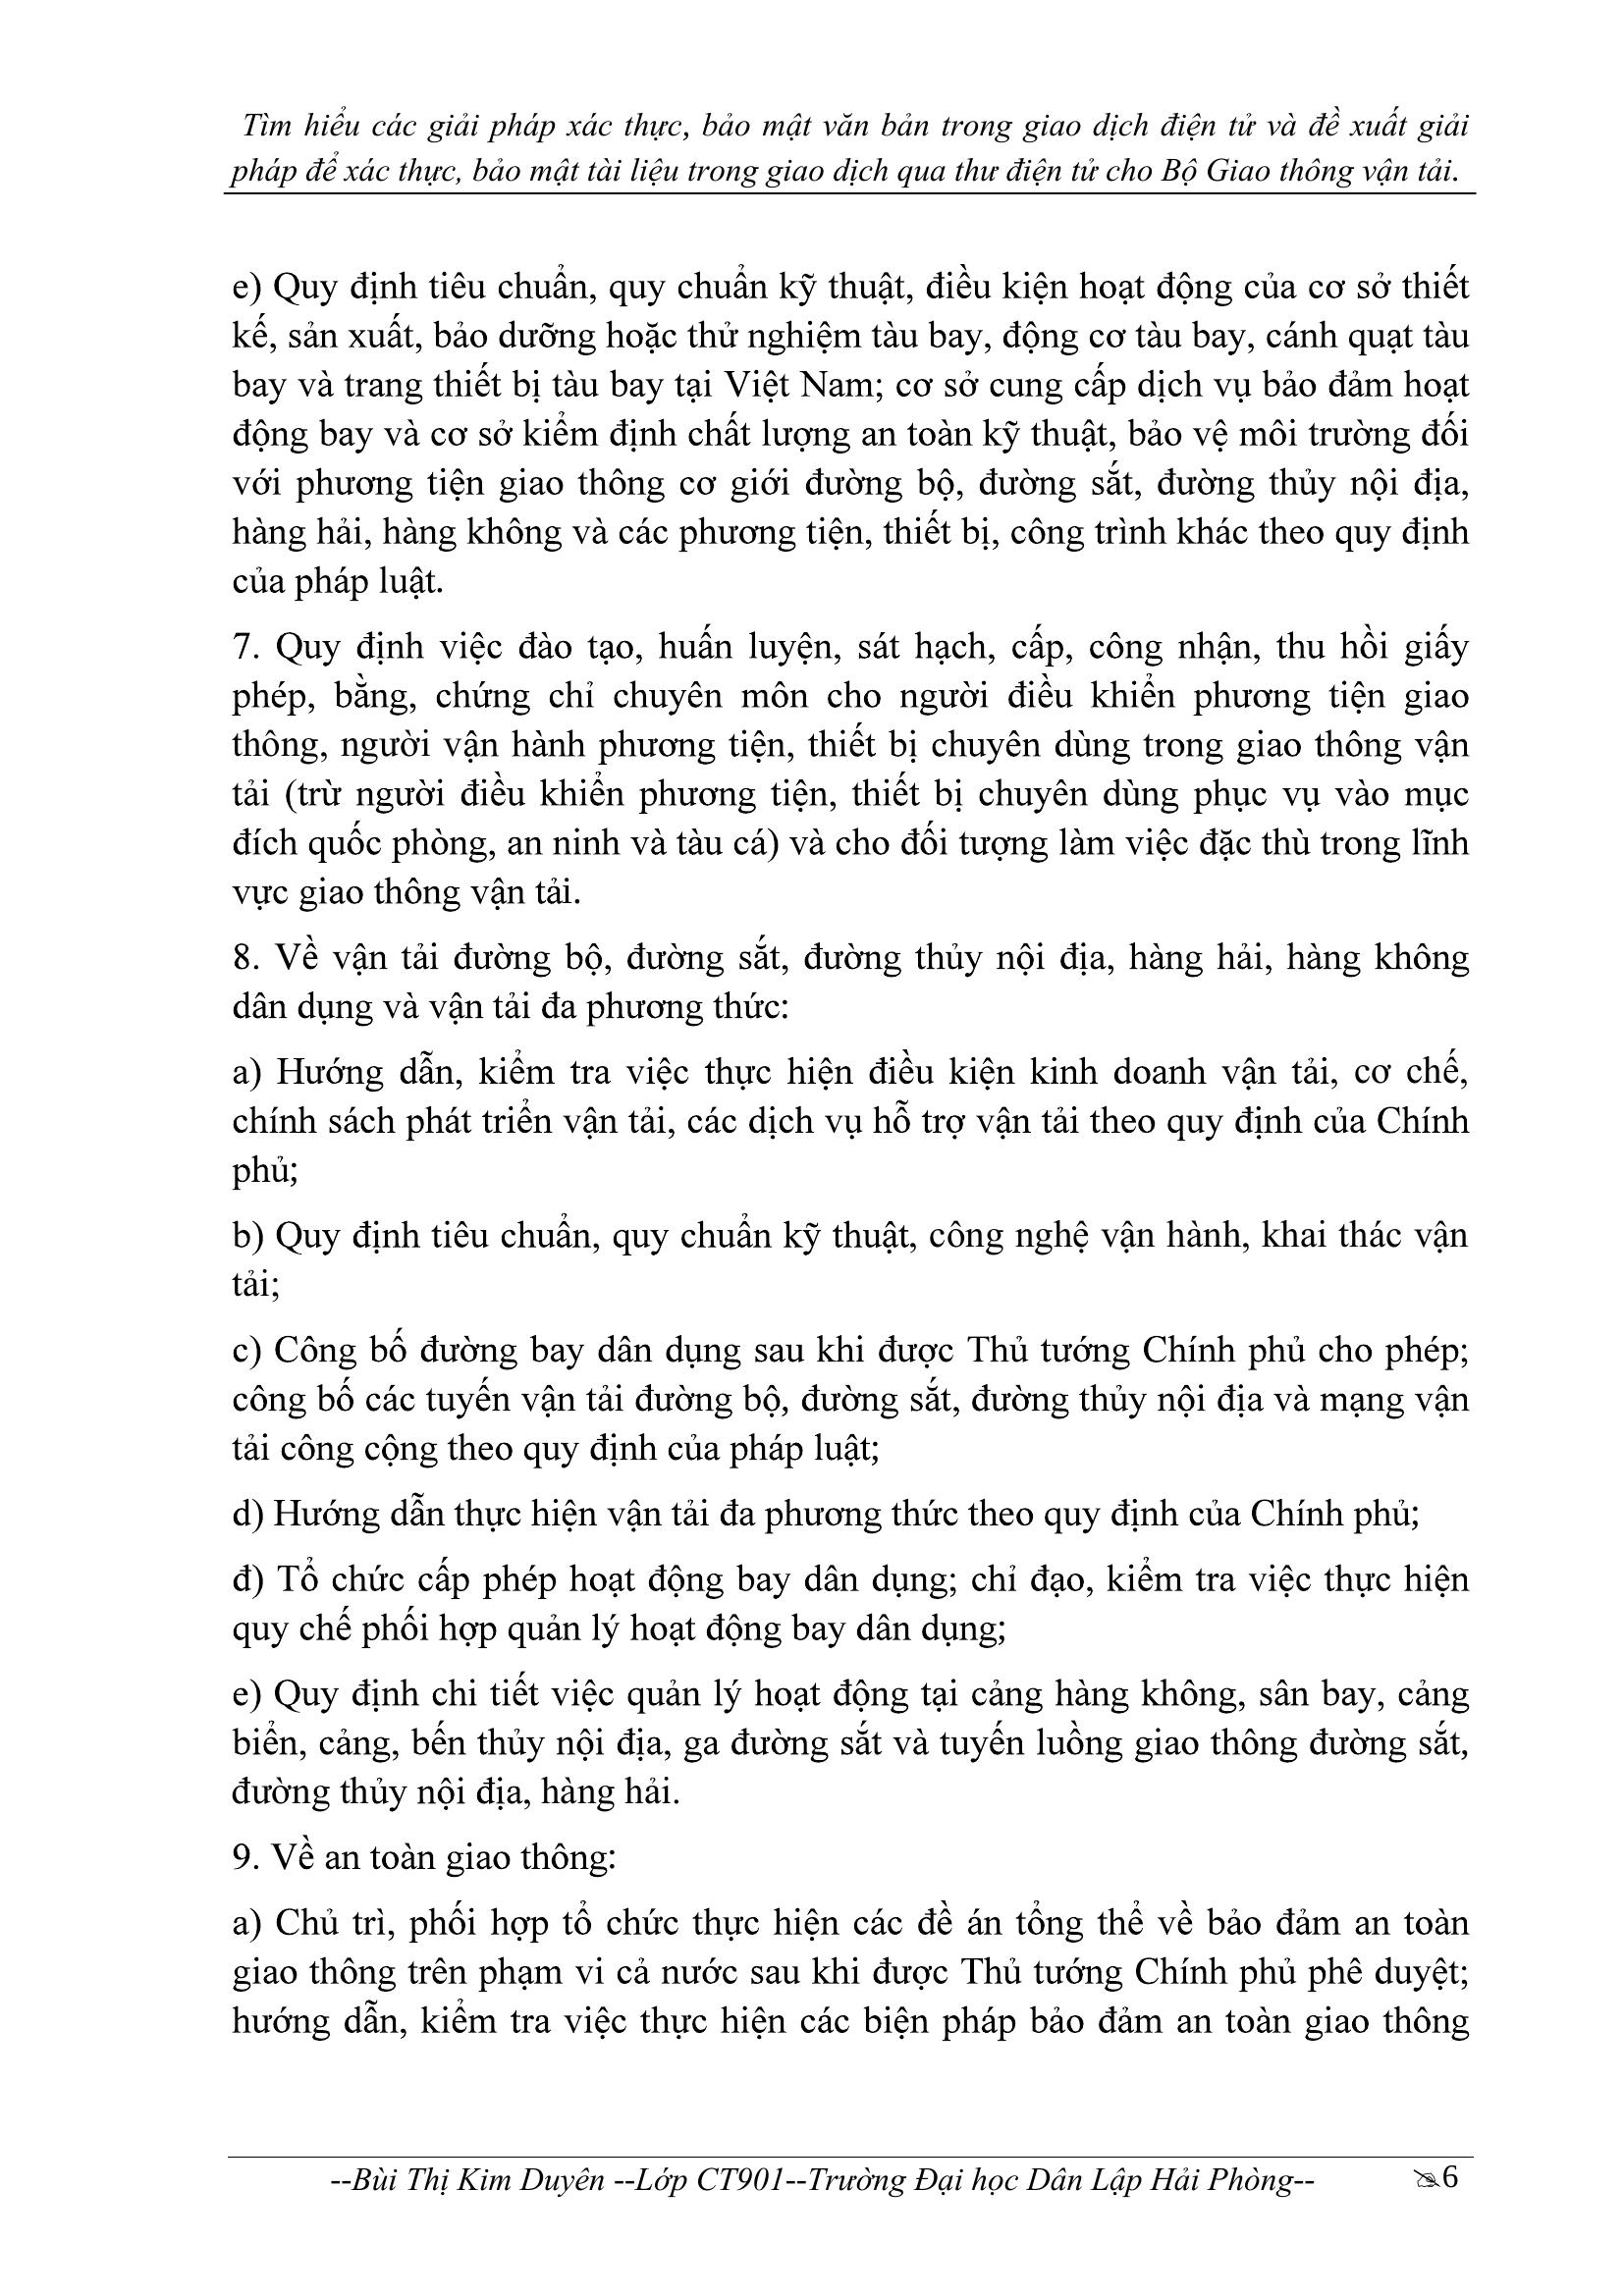 Tìm hiểu các giải pháp xác thực, bảo mật văn bản trong giao dịch điện tử và đề xuất giải
pháp để xác thực, bảo mật tài liệu trong giao dịch qua thư điện tử cho Bộ Giao thông vận tải.
e) Quy định tiêu chuẩn, quy chuẩn kỹ thuật, điều kiện hoạt động của cơ sở thiết
kế, sản xuất, bảo dưỡng hoặc thử nghiệm tàu bay, động cơ tàu bay, cánh quạt tàu
bay và trang thiết bị tàu bay tại Việt Nam; cơ sở cung cấp dịch vụ bảo đảm hoạt
động bay và cơ sở kiểm định chất lượng an toàn kỹ thuật, bảo vệ môi trường đối
với phương tiện giao thông cơ giới đường bộ, đường sắt, đường thủy nội địa,
hàng hải, hàng không và các phương tiện, thiết bị, công trình khác theo quy định
của pháp luật.
7. Quy định việc đào tạo, huấn luyện, sát hạch, cấp, công nhận, thu hồi giấy
phép, bằng, chứng chỉ chuyên môn cho người điều khiển phương tiện giao
thông, người vận hành phương tiện, thiết bị chuyên dùng trong giao thông vận
tải (trừ người điều khiển phương tiện, thiết bị chuyên dùng phục vụ vào mục
đích quốc phòng, an ninh và tàu cá) và cho đối tượng làm việc đặc thù trong lĩnh
vực giao thông vận tải.
8. Về vận tải đường bộ, đường sắt, đường thủy nội địa, hàng hải, hàng không
dân dụng và vận tải đa phương thức:
a) Hướng dẫn, kiểm tra việc thực hiện điều kiện kinh doanh vận tải, cơ chế,
chính sách phát triển vận tải, các dịch vụ hỗ trợ vận tải theo quy định của Chính
phủ;
b) Quy định tiêu chuẩn, quy chuẩn kỹ thuật, công nghệ vận hành, khai thác vận
tải;
c) Công bố đường bay dân dụng sau khi được Thủ tướng Chính phủ cho phép;
công bố các tuyến vận tải đường bộ, đường sắt, đường thủy nội địa và mạng vận
tải công cộng theo quy định của pháp luật;
d) Hướng dẫn thực hiện vận tải đa phương thức theo quy định của Chính phủ;
đ) Tổ chức cấp phép hoạt động bay dân dụng; chỉ đạo, kiểm tra việc thực hiện
quy chế phối hợp quản lý hoạt động bay dân dụng;
e) Quy định chi tiết việc quản lý hoạt động tại cảng hàng không, sân bay, cảng
biển, cảng, bến thủy nội địa, ga đường sắt và tuyến luồng giao thông đường sắt,
đường thủy nội địa, hàng hải.
9. Về an toàn giao thông:
a) Chủ trì, phối hợp tổ chức thực hiện các đề án tổng thể về bảo đảm an toàn
giao thông trên phạm vi cả nước sau khi được Thủ tướng Chính phủ phê duyệt;
hướng dẫn, kiểm tra việc thực hiện các biện pháp bảo đảm an toàn giao thông
--Bùi Thị Kim Duyên --Lớp CT901--Trường Đại học Dân Lập Hải Phòng-- 6